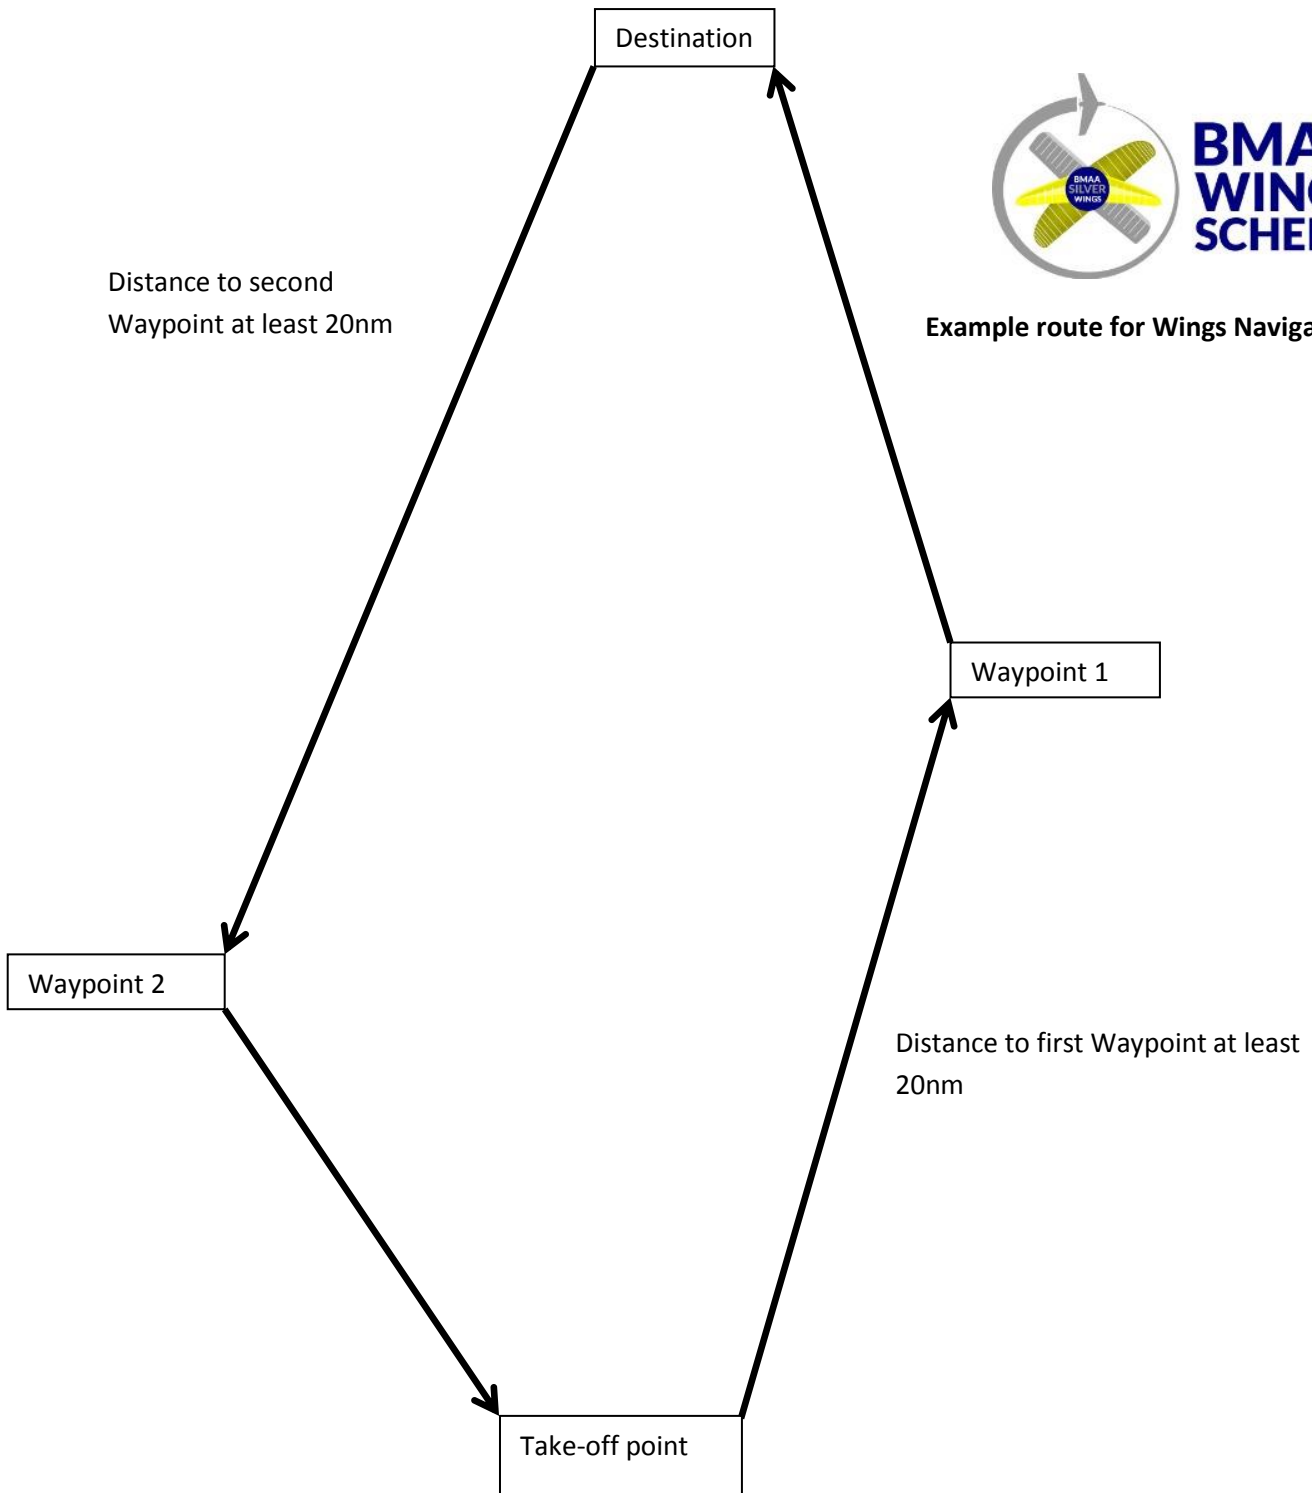 Destination
BMAA
SILVER
WINGS
BMA
WING
SCHE
Distance to second
Waypoint at least 20nm
Example route for Wings Naviga
Waypoint 1
Waypoint 2
Distance to first Waypoint at least
20nm
Take-off point